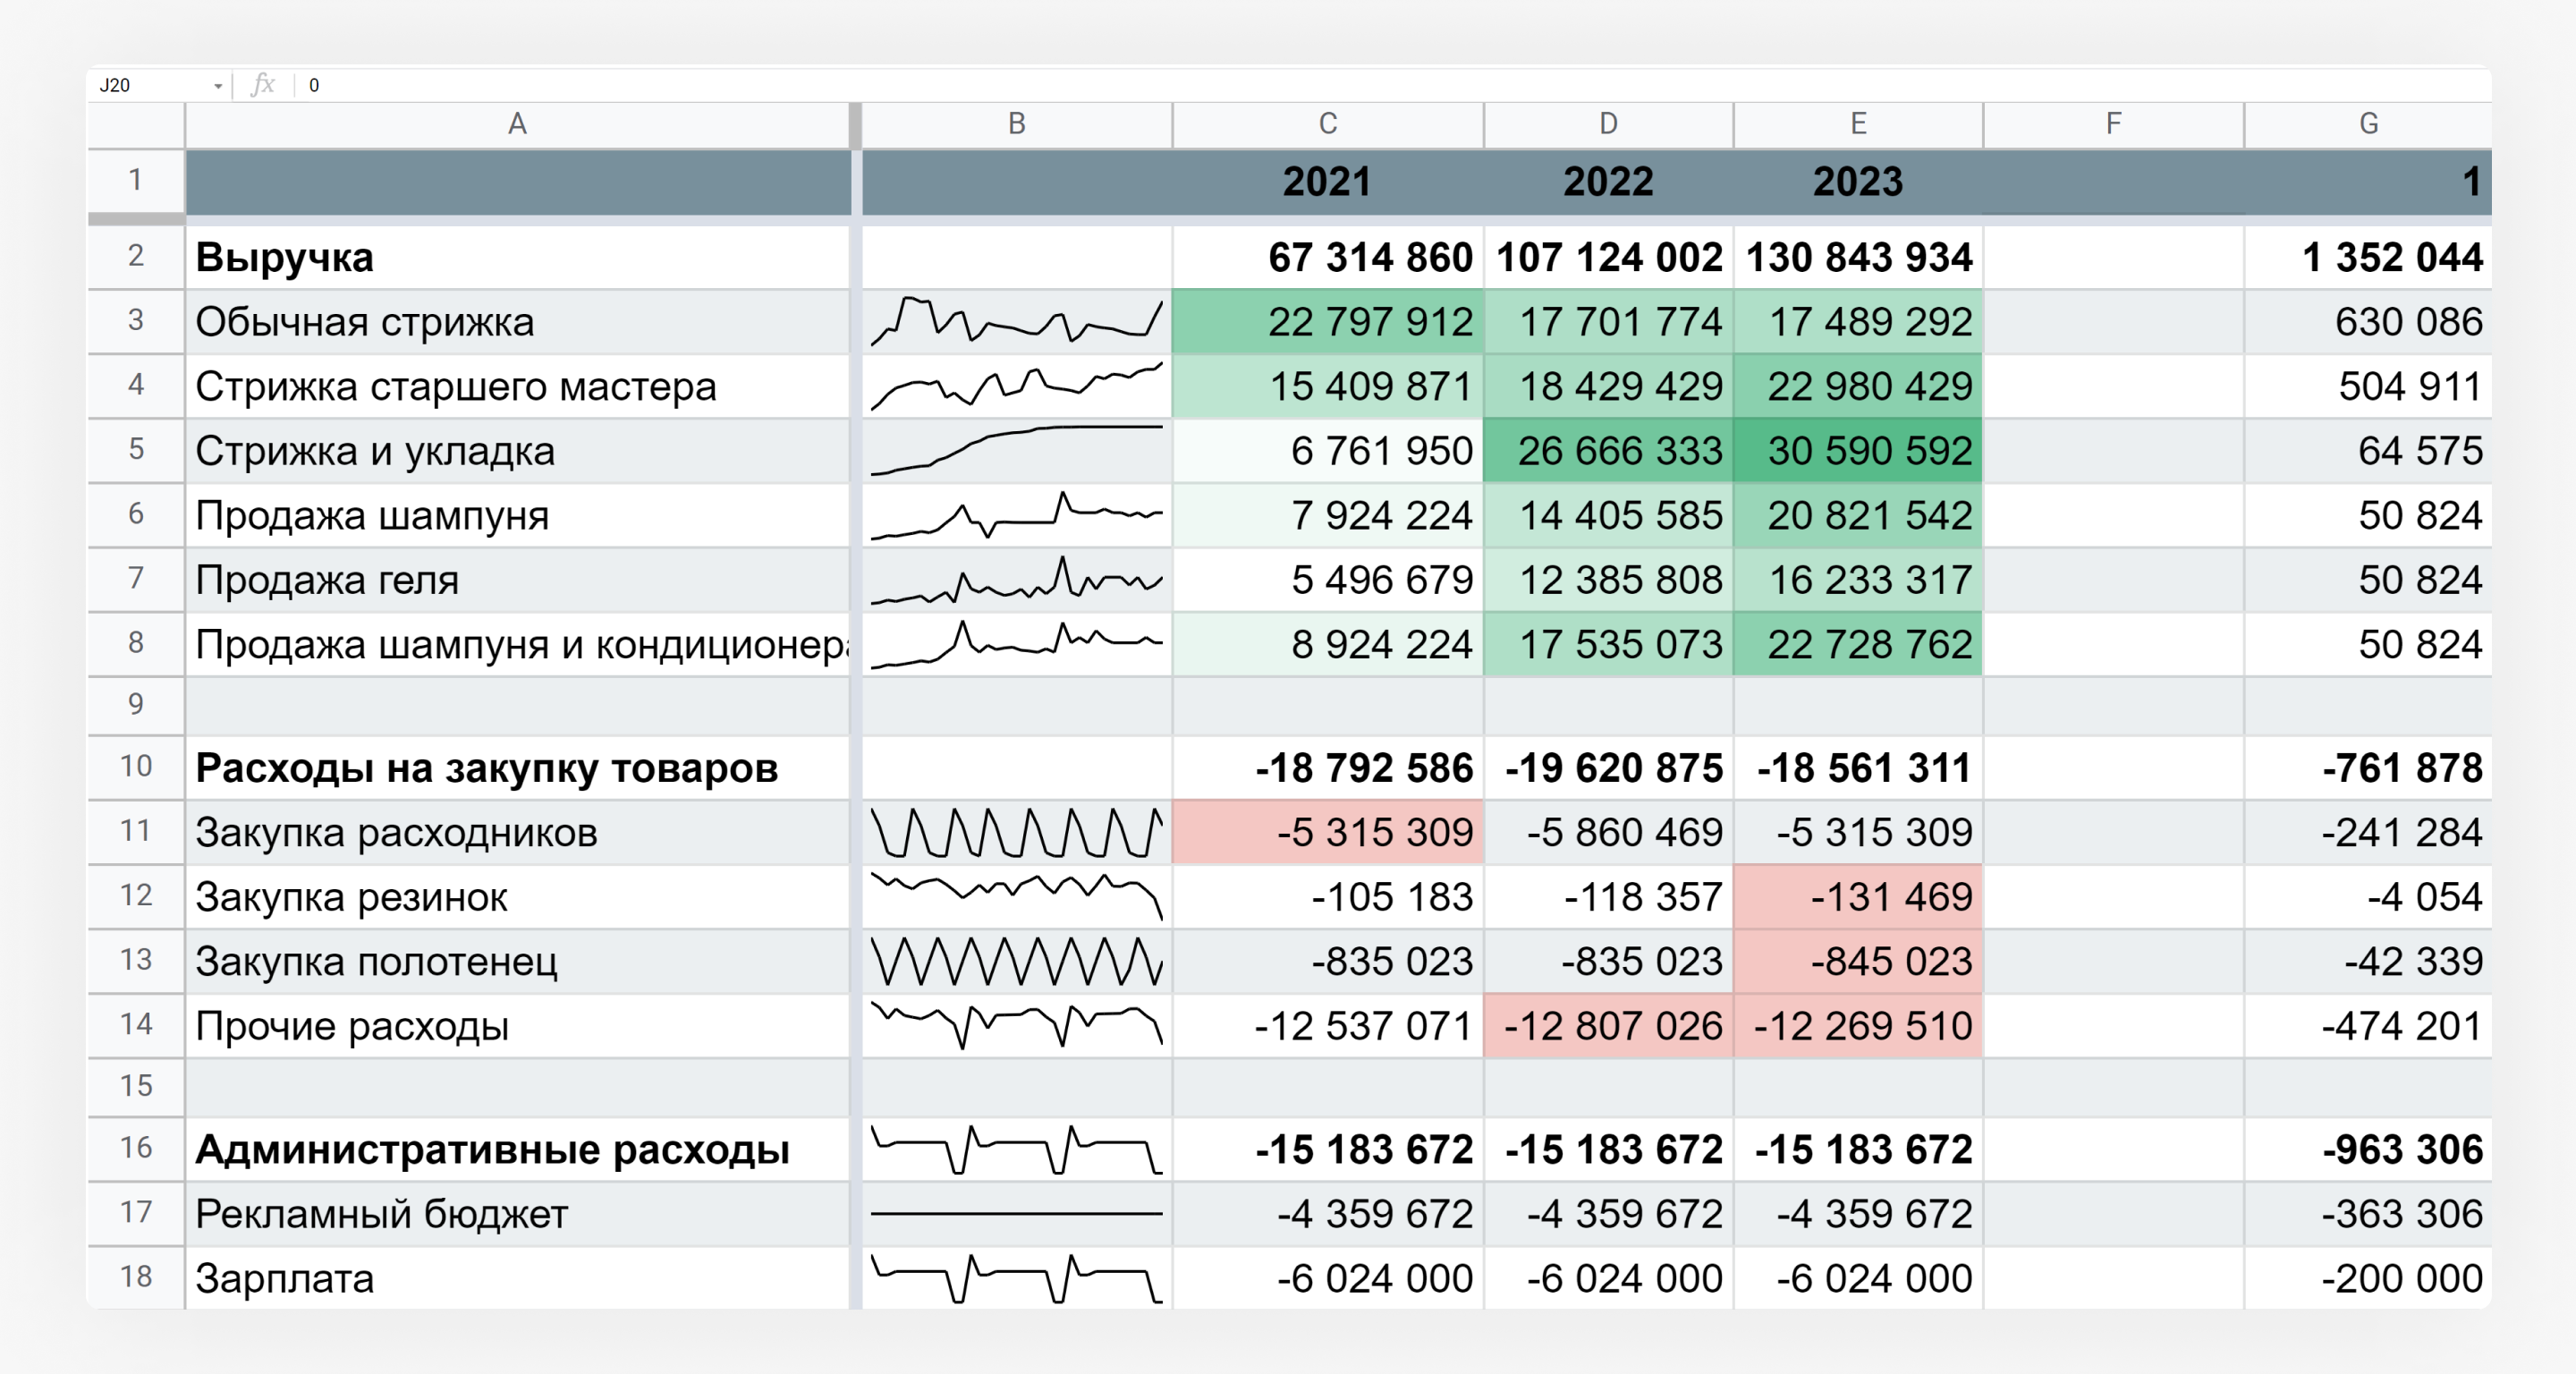 J20 fx 0
A B C D E F G
1 2021 2022 2023 1
2 Выручка 67 314 860 107 124 002 130 843 934 1 352 044
3 Обычная стрижка 22 797 912 17 701 774 17 489 292 630 086
4 Стрижка старшего мастера 15 409 871 18 429 429 22 980 429 504 911
5 Стрижка и укладка 6 761 950 26 666 333 30 590 592 64 575
6 Продажа шампуня 7 924 224 14 405 585 20 821 542 50 824
7 Продажа геля 5 496 679 12 385 808 16 233 317 50 824
8 Продажа шампуня и кондиционера 8 924 224 17 535 073 22 728 762 50 824
9
10 Расходы на закупку товаров -18 792 586 -19 620 875 -18 561 311 -761 878
11 Закупка расходников -5 315 309 -5 860 469 -5 315 309 -241 284
12 Закупка резинок -105 183 -118 357 -131 469 -4 054
13 Закупка полотенец -835 023 -835 023 -845 023 -42 339
14 Прочие расходы -12 537 071 -12 807 026 -12 269 510 -474 201
15
16 Административные расходы -15 183 672 -15 183 672 -15 183 672 -963 306
17 Рекламный бюджет -4 359 672 -4 359 672 -4 359 672 -363 306
18 Зарплата -6 024 000 -6 024 000 -6 024 000 -200 000